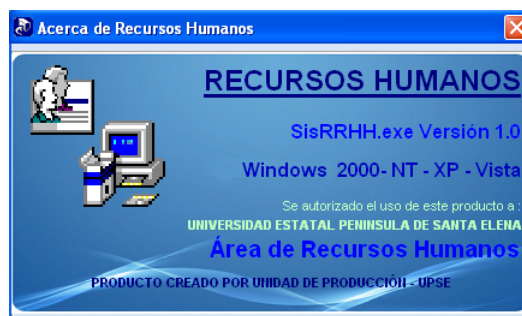 Acerca de Recursos Humanos
RECURSOS HUMANOS
SisRRHH.exe Versión 1.0
Windows 2000- NT - XP - Vista
Se autorizado el uso de este producto a :
UNIVERSIDAD ESTATAL PENINSULA DE SANTA ELENA
Área de Recursos Humanos
PRODUCTO CREADO POR UNIDAD DE PRODUCCIÓN - UPSE